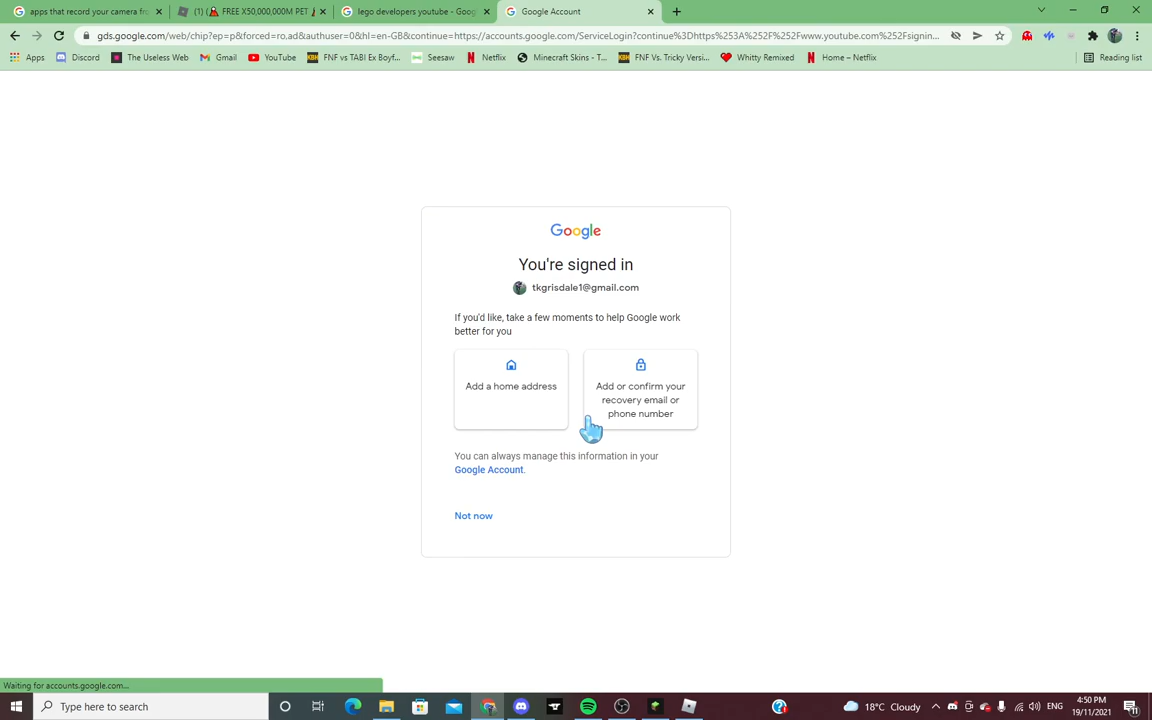 apps that record your camera fr
(1) (🎄 FREE X50,000,000M PET
lego developers youtube - Goog
Google Account
gds.google.com/web/chip?ep=p&forced=ro,ad&authuser=0&hl=en-GB&continue=https://accounts.google.com/ServiceLogin?continue%3Dhttps%253A%252F%252Fwww.youtube.com%252Fsignin...
Apps
Discord
The Useless Web
Gmail
YouTube
FNF vs TABI Ex Boyf...
Seesaw
Netflix
Minecraft Skins - T...
FNF Vs. Tricky Versi...
Whitty Remixed
Home – Netflix
Reading list
Google
You're signed in
tkgrisdale1@gmail.com
If you'd like, take a few moments to help Google work
better for you
Add a home address
Add or confirm your
recovery email or
phone number
You can always manage this information in your
Google Account.
Not now
Waiting for accounts.google.com...
Type here to search
18°C Cloudy
ENG
4:50 PM
19/11/2021